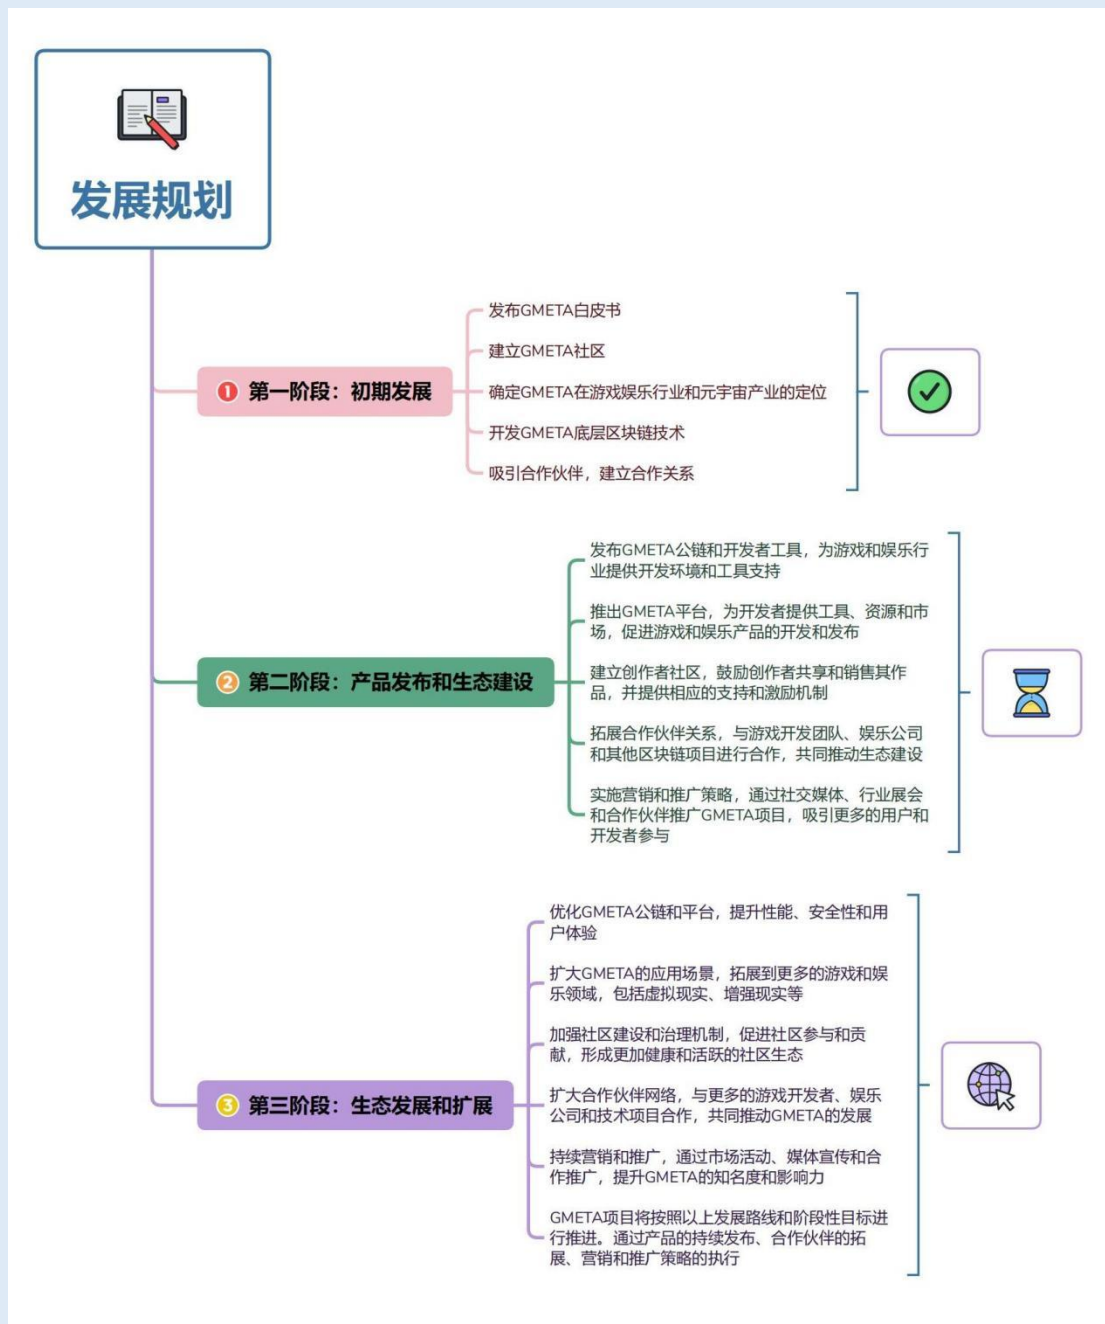 发展规划
1 第一阶段：初期发展
发布GMETA白皮书
建立GMETA社区
确定GMETA在游戏娱乐行业和元宇宙产业的定位
开发GMETA底层区块链技术
吸引合作伙伴，建立合作关系
2 第二阶段：产品发布和生态建设
发布GMETA公链和开发者工具，为游戏和娱乐行
业提供开发环境和工具支持
推出GMETA平台，为开发者提供工具、资源和市
场，促进游戏和娱乐产品的开发和发布
建立创作者社区，鼓励创作者共享和销售其作
品，并提供相应的支持和激励机制
拓展合作伙伴关系，与游戏开发团队、娱乐公司
和其他区块链项目进行合作，共同推动生态建设
实施营销和推广策略，通过社交媒体、行业展会
和合作伙伴推广GMETA项目，吸引更多的用户和
开发者参与
3 第三阶段：生态发展和扩展
优化GMETA公链和平台，提升性能、安全性和用
户体验
扩大GMETA的应用场景，拓展到更多的游戏和娱
乐领域，包括虚拟现实、增强现实等
加强社区建设和治理机制，促进社区参与和贡
献，形成更加健康和活跃的社区生态
扩大合作伙伴网络，与更多的游戏开发者、娱乐
公司和技术项目合作，共同推动GMETA的发展
持续营销和推广，通过市场活动、媒体宣传和合
作推广，提升GMETA的知名度和影响力
GMETA项目将按照以上发展路线和阶段性目标进
行推进。通过产品的持续发布、合作伙伴的拓
展、营销和推广策略的执行